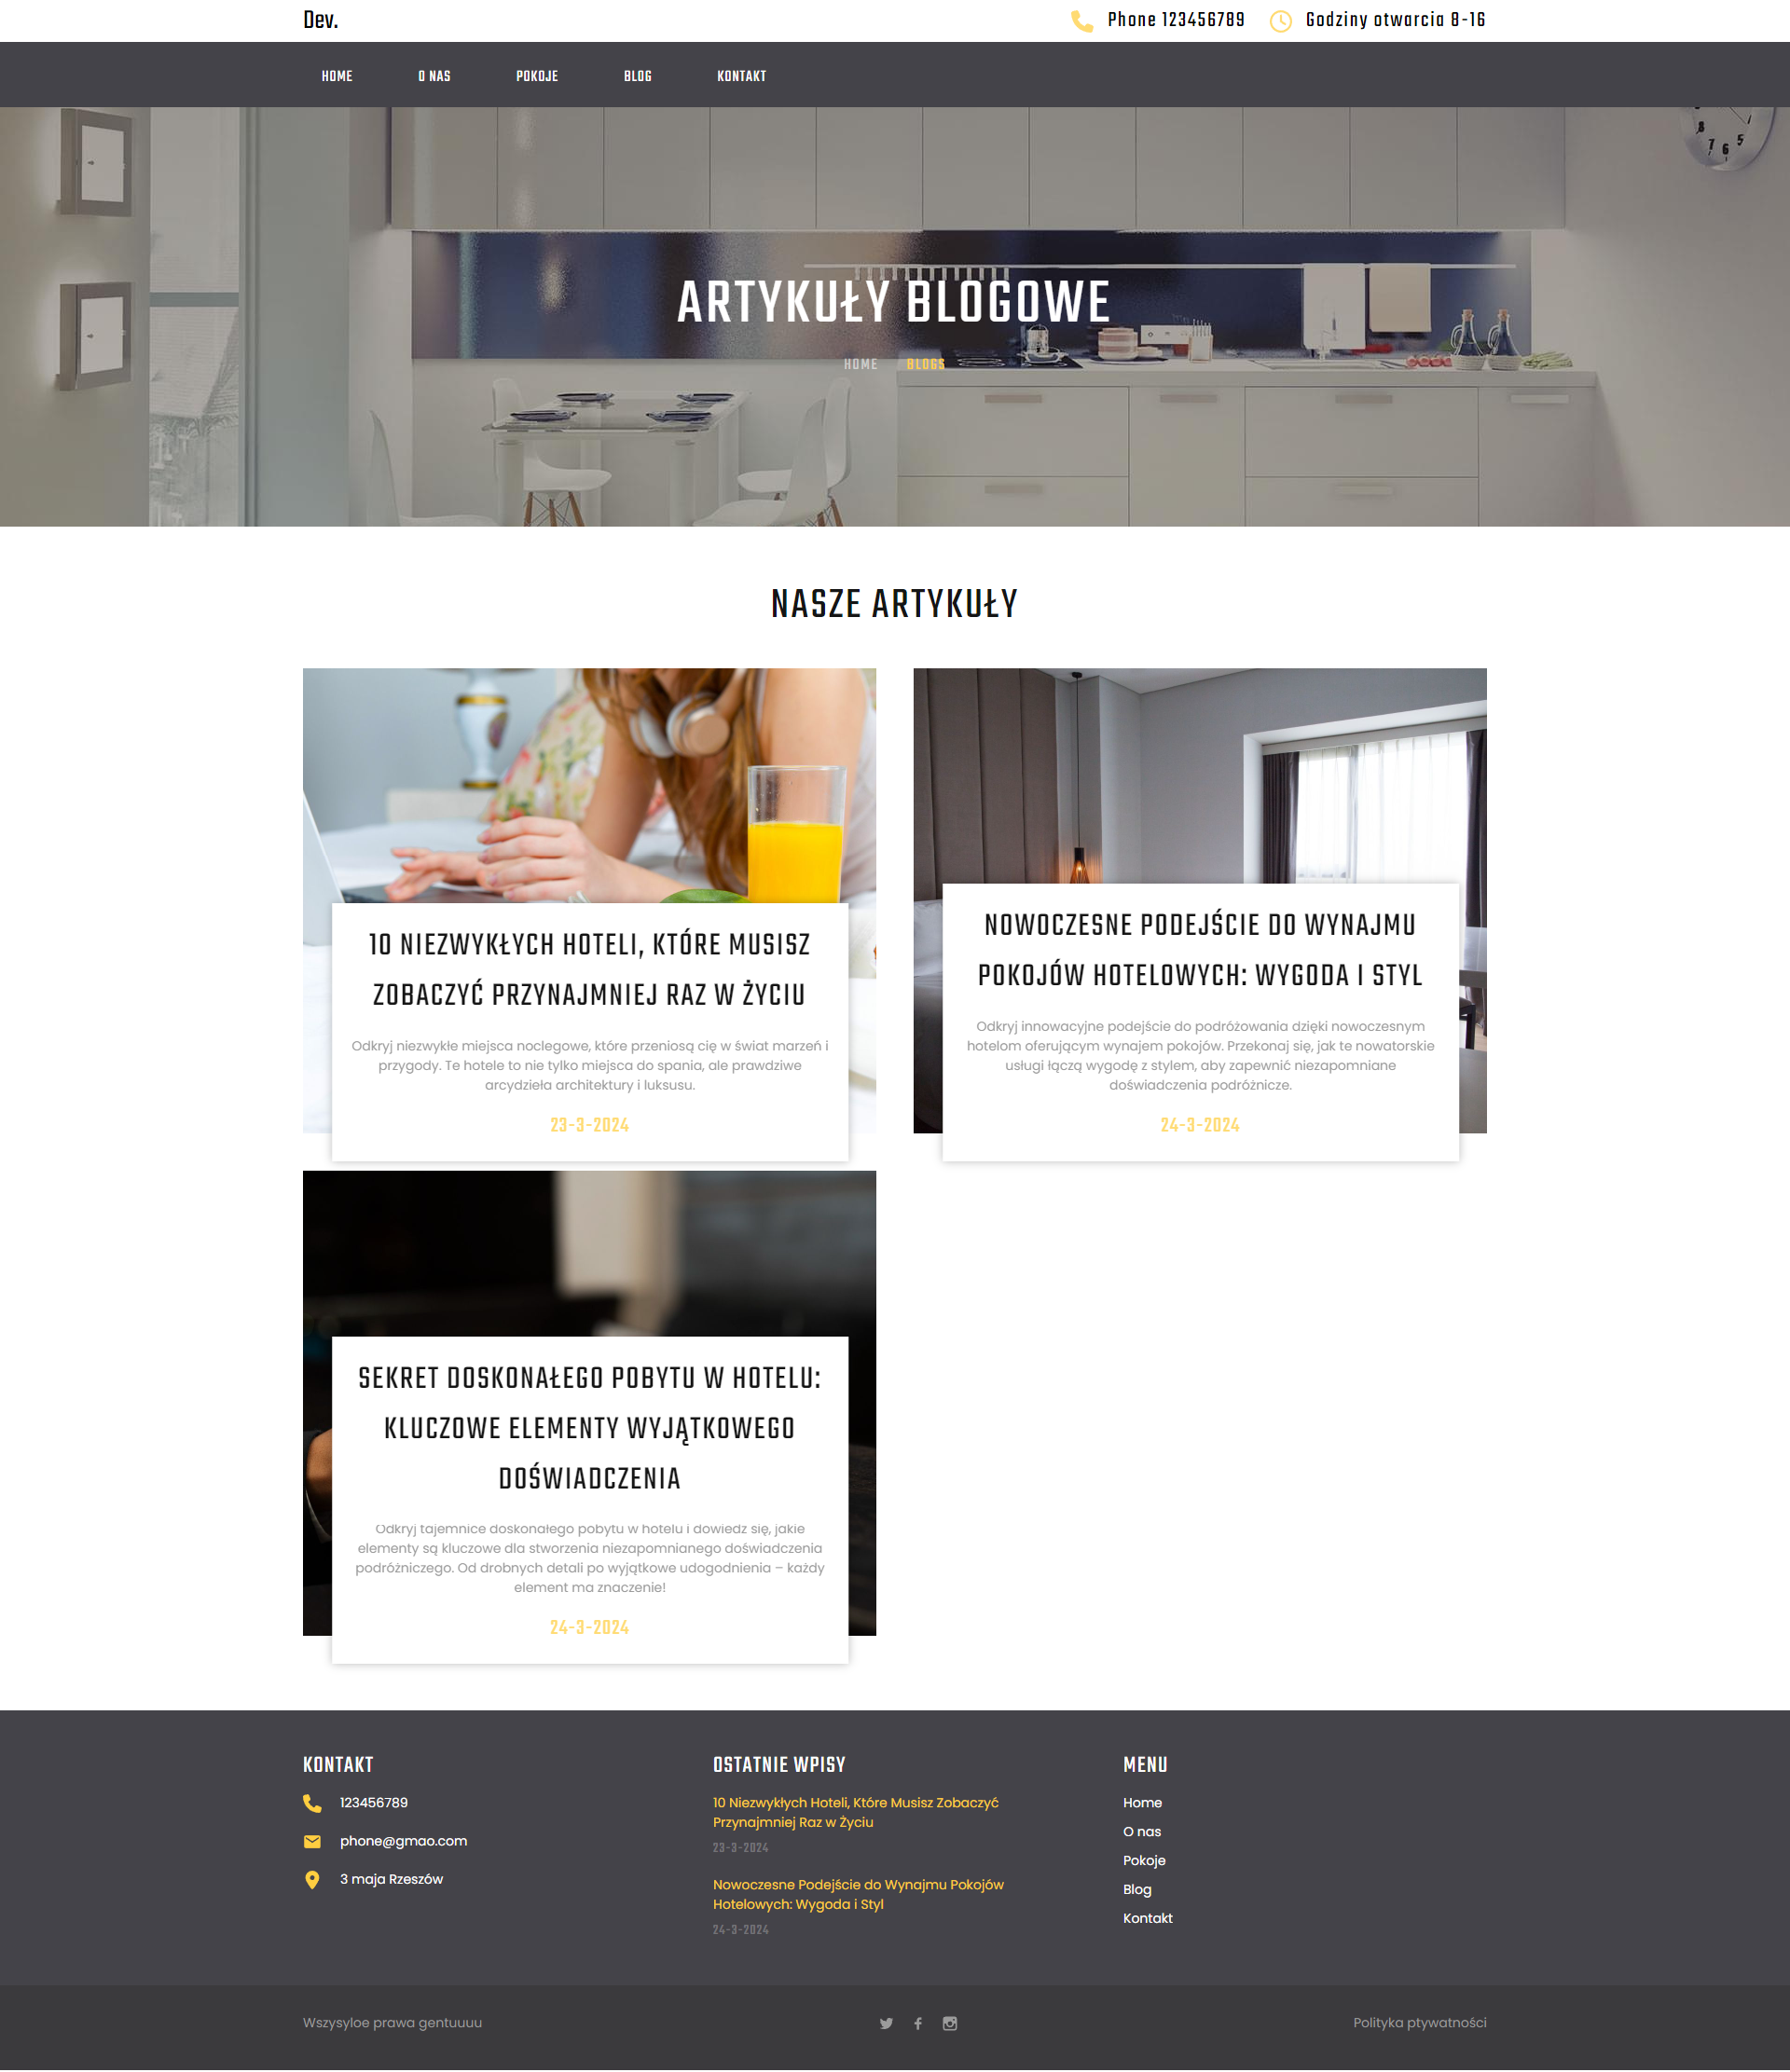 Dev.
Phone 123456789
Godziny otwarcia 8-16
HOME
O NAS
POKOJE
BLOG
KONTAKT
7 6 5
8
ARTYKUŁY BLOGOWE
HOME
BLOGS
NASZE ARTYKUŁY
10 NIEZWYKŁYCH HOTELI, KTÓRE MUSISZ
ZOBACZYĆ PRZYNAJMNIEJ RAZ W ŻYCIU
Odkryj niezwykłe miejsca noclegowe, które przeniosą cię w świat marzeń i
przygody. Te hotele to nie tylko miejsca do spania, ale prawdziwe
arcydzieła architektury i luksusu.
23-3-2024
NOWOCZESNE PODEJŚCIE DO WYNAJMU
POKOJÓW HOTELOWYCH: WYGODA I STYL
Odkryj innowacyjne podejście do podróżowania dzięki nowoczesnym
hotelom oferującym wynajem pokojów. Przekonaj się, jak te nowatorskie
usługi łączą wygodę z stylem, aby zapewnić niezapomniane
doświadczenia podróżnicze.
24-3-2024
SEKRET DOSKONAŁEGO POBYTU W HOTELU:
KLUCZOWE ELEMENTY WYJĄTKOWEGO
DOŚWIADCZENIA
Odkryj tajemnice doskonałego pobytu w hotelu i dowiedz się, jakie
elementy są kluczowe dla stworzenia niezapomnianego doświadczenia
podróżniczego. Od drobnych detali po wyjątkowe udogodnienia – każdy
element ma znaczenie!
24-3-2024
KONTAKT
123456789
phone@gmao.com
3 maja Rzeszów
OSTATNIE WPISY
10 Niezwykłych Hoteli, Które Musisz Zobaczyć
Przynajmniej Raz w Życiu
23-3-2024
Nowoczesne Podejście do Wynajmu Pokojów
Hotelowych: Wygoda i Styl
24-3-2024
MENU
Home
O nas
Pokoje
Blog
Kontakt
Wszysyloe prawa gentuuuu
Polityka ptywatności